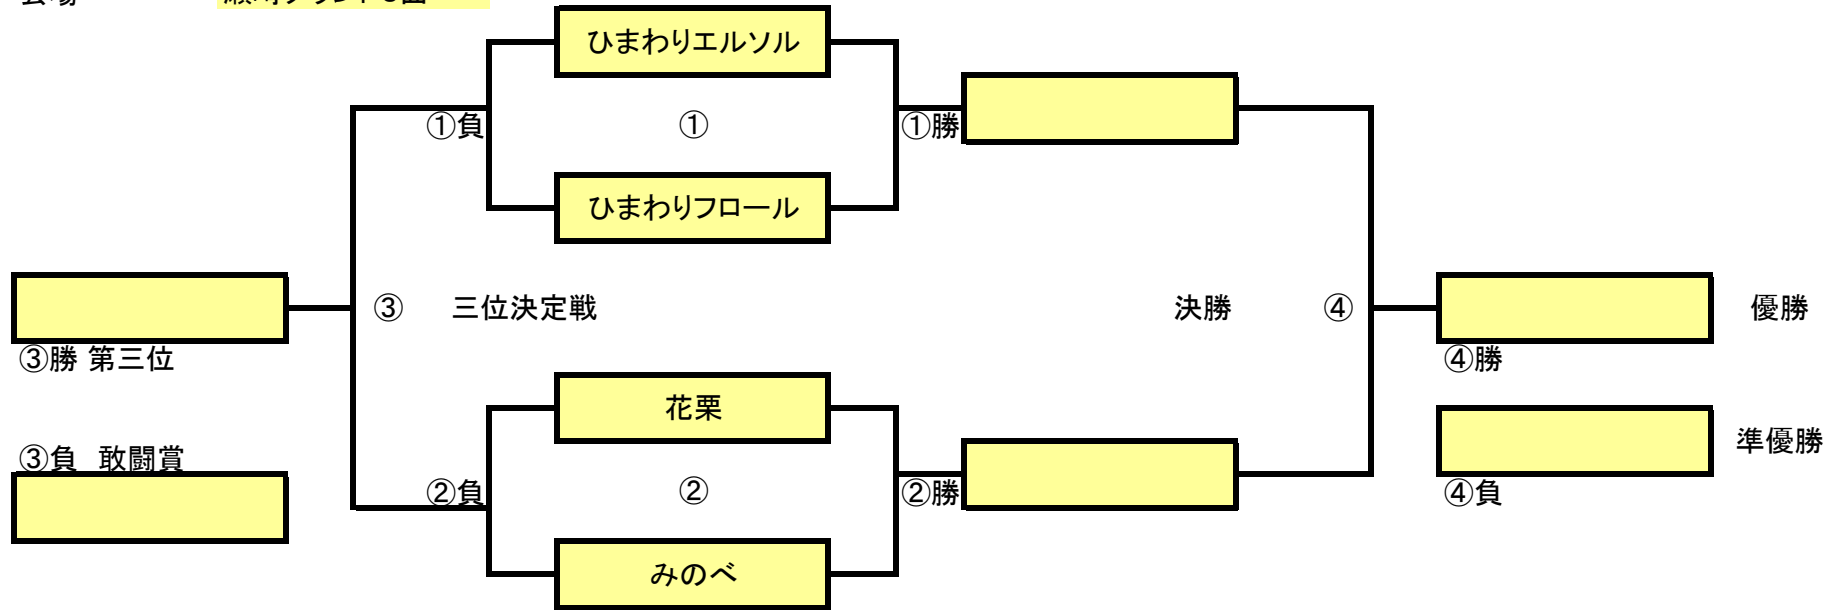 ひまわりエルソル
①負
①
①勝
ひまわりフロール
③
三位決定戦
決勝
④
優勝
③勝 第三位
④勝
花栗
③負 敢闘賞
準優勝
②負
②
②勝
④負
みのべ